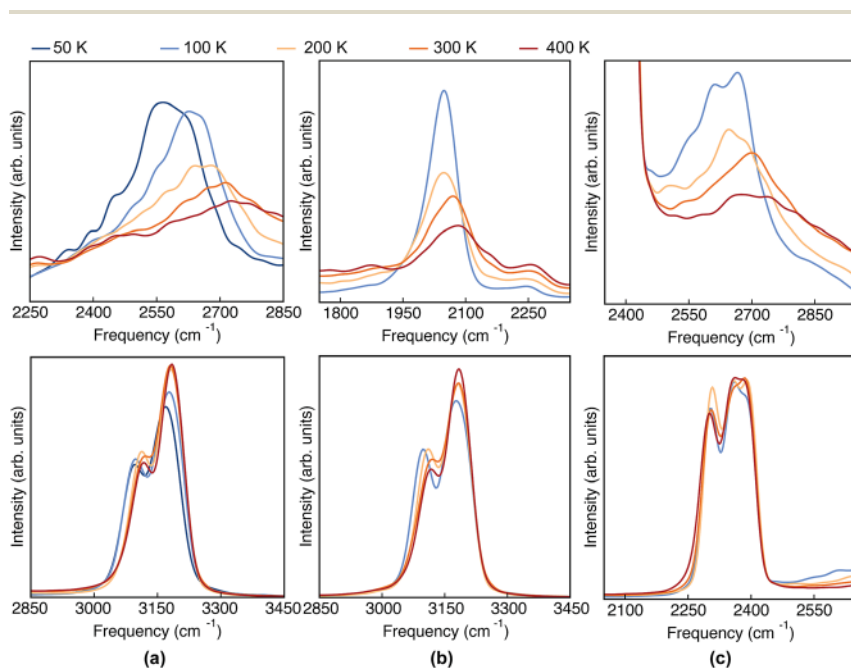 50 K 100 K 200 K 300 K 400 K
Intensity (arb. units) Intensity (arb. units) Intensity (arb. units)
2250 2400 2550 2700 2850 1800 1950 2100 2250 2400 2550 2700 2850
Frequency (cm-1) Frequency (cm-1) Frequency (cm-1)
Intensity (arb. units) Intensity (arb. units) Intensity (arb. units)
2850 3000 3150 3300 3450 2850 3000 3150 3300 3450 2100 2250 2400 2550
Frequency (cm-1) Frequency (cm-1) Frequency (cm-1)
(a) (b) (c)